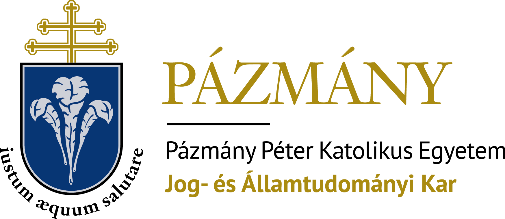 PÁZMÁNY
Pázmány Péter Katolikus Egyetem
Jog- és Államtudományi Kar
iustum æquum salutare